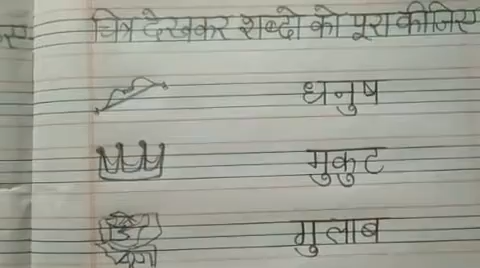 चित्र देखकर शब्दो को पूरा कीजिए
धनुष
मुकुट
गुलाब